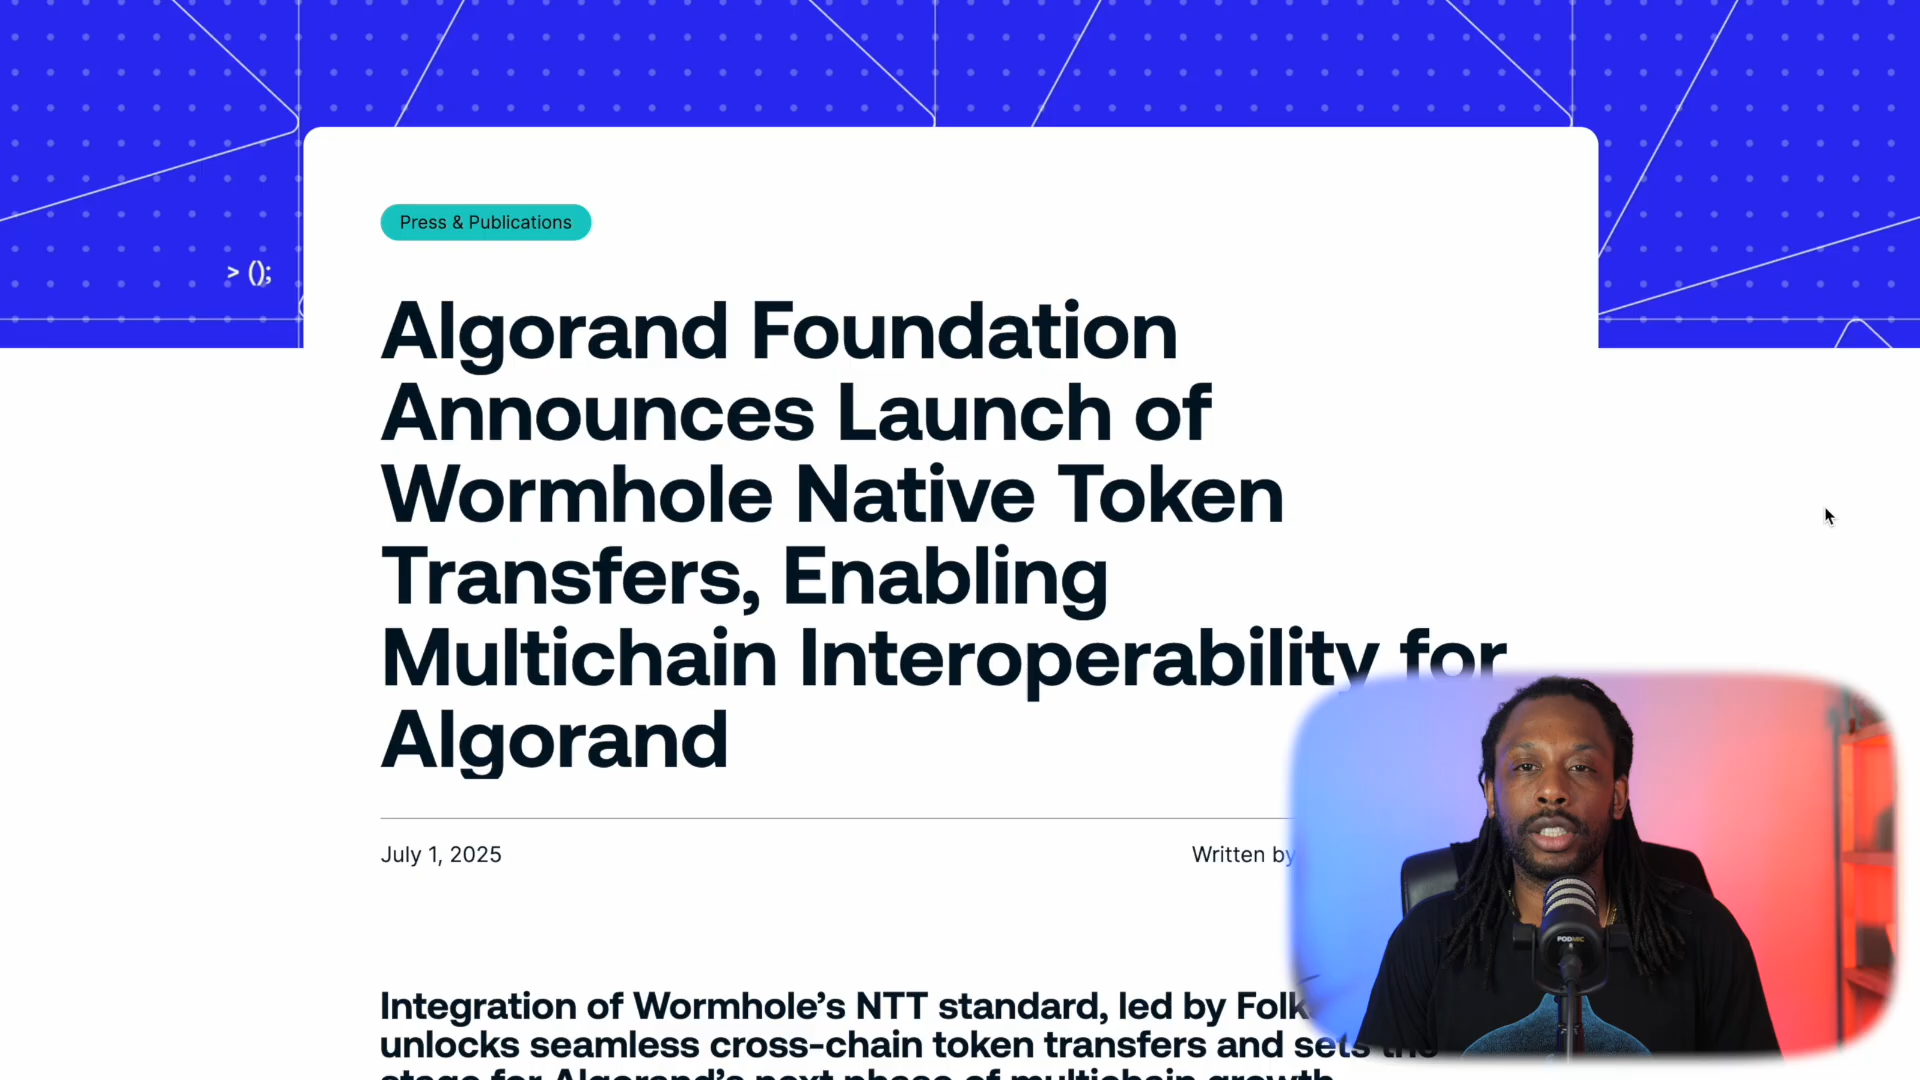 Press & Publications
> ();
Algorand Foundation
Announces Launch of
Wormhole Native Token
Transfers, Enabling
Multichain Interoperability for
Algorand
July 1, 2025
Written by
Integration of Wormhole’s NTT standard, led by
unlocks seamless cross-chain token transfers and sets the
stage for Algorand’s next phase of multichain growth
PODMIC